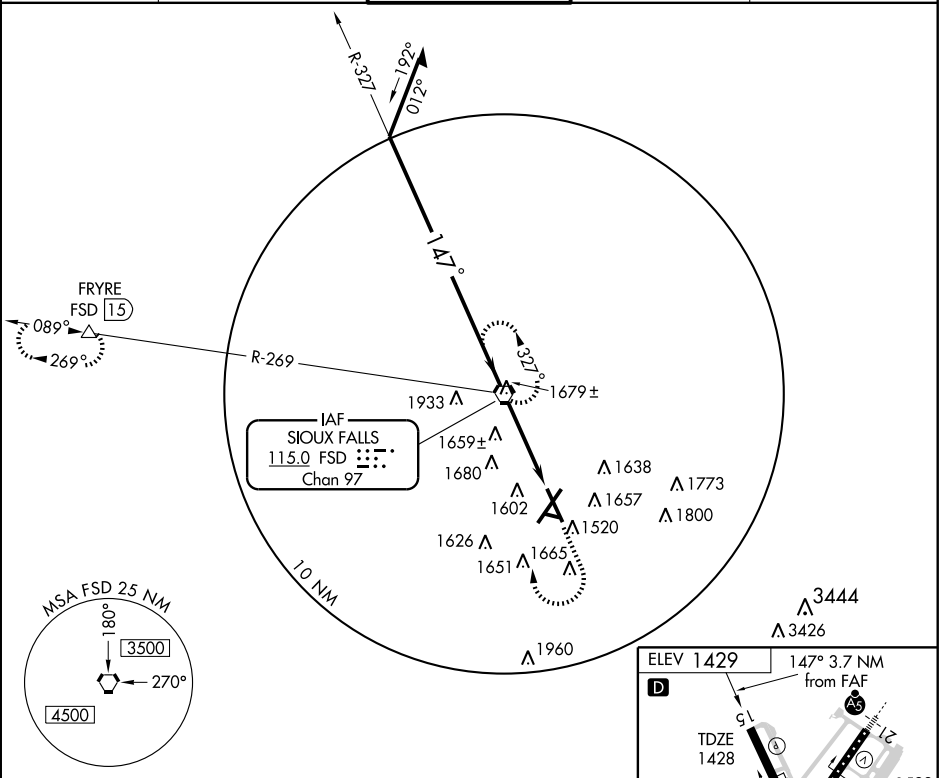 R-327
192°
012°
147°
FRYRE
FSD 15
089°
269°
R-269
327°
1679±
1933
IAF
SIOUX FALLS
115.0 FSD
Chan 97
1659±
1680
1638
1773
1602
1657
1800
1520
1626
1651
1665
10 NM
3444
3426
1960
MSA FSD 25 NM
180°
3500
270°
4500
ELEV 1429
147° 3.7 NM
from FAF
D
A5
15
21
TDZE
1428
P
V